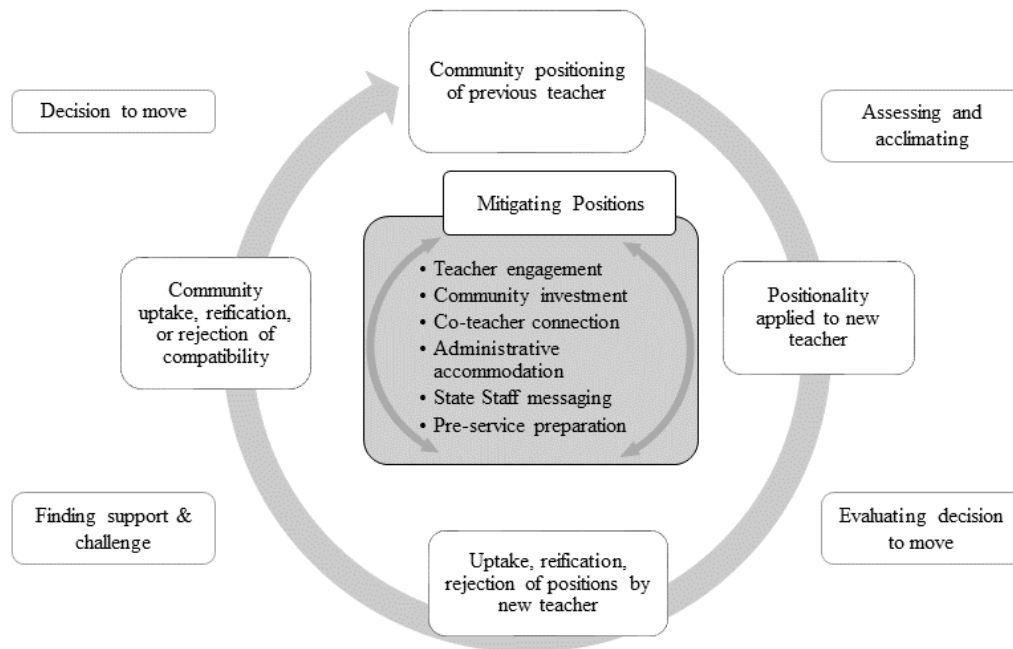 Community positioning
of previous teacher
Decision to move
Assessing and
acclimating
Mitigating Positions
• Teacher engagement
• Community investment
• Co-teacher connection
• Administrative
accommodation
• State Staff messaging
• Pre-service preparation
Community
uptake, reification,
or rejection of
compatibility
Positionality
applied to new
teacher
Finding support &
challenge
Evaluating decision
to move
Uptake, reification,
rejection of positions by
new teacher